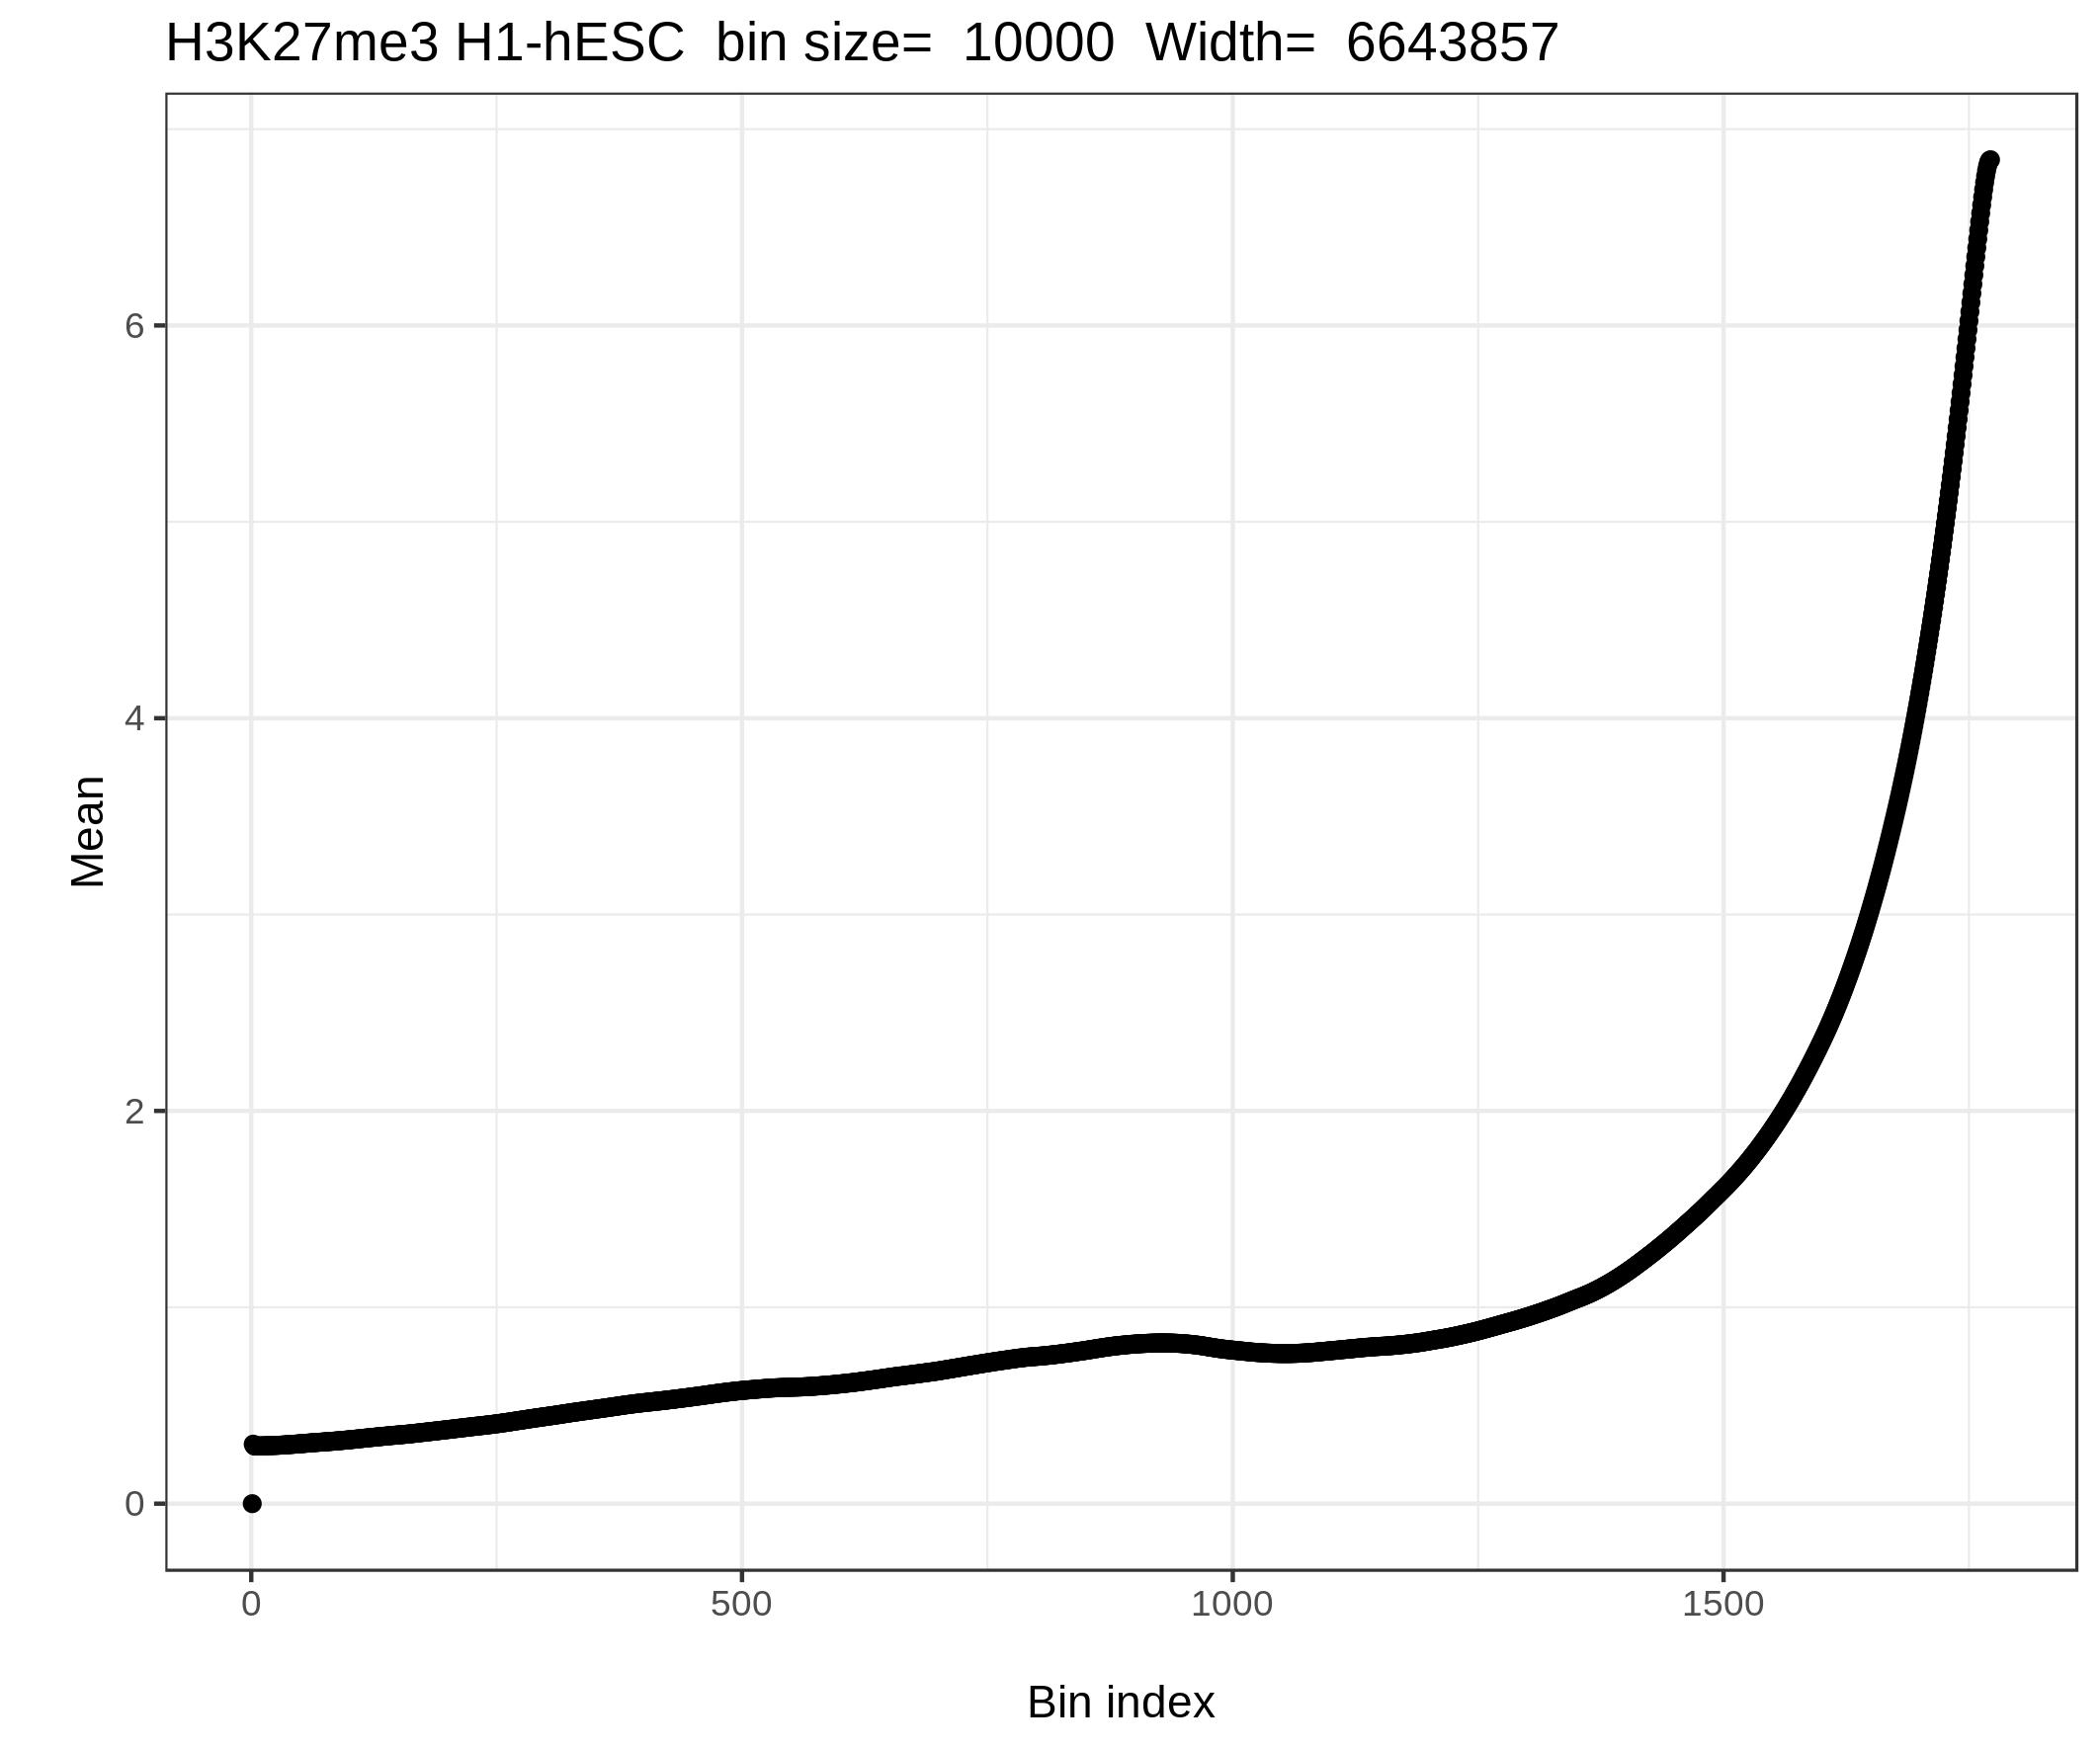 H3K27me3 H1-hESC  bin size=  10000  Width=  6643857
6
4
2
0
Mean
0 500 1000 1500
Bin index